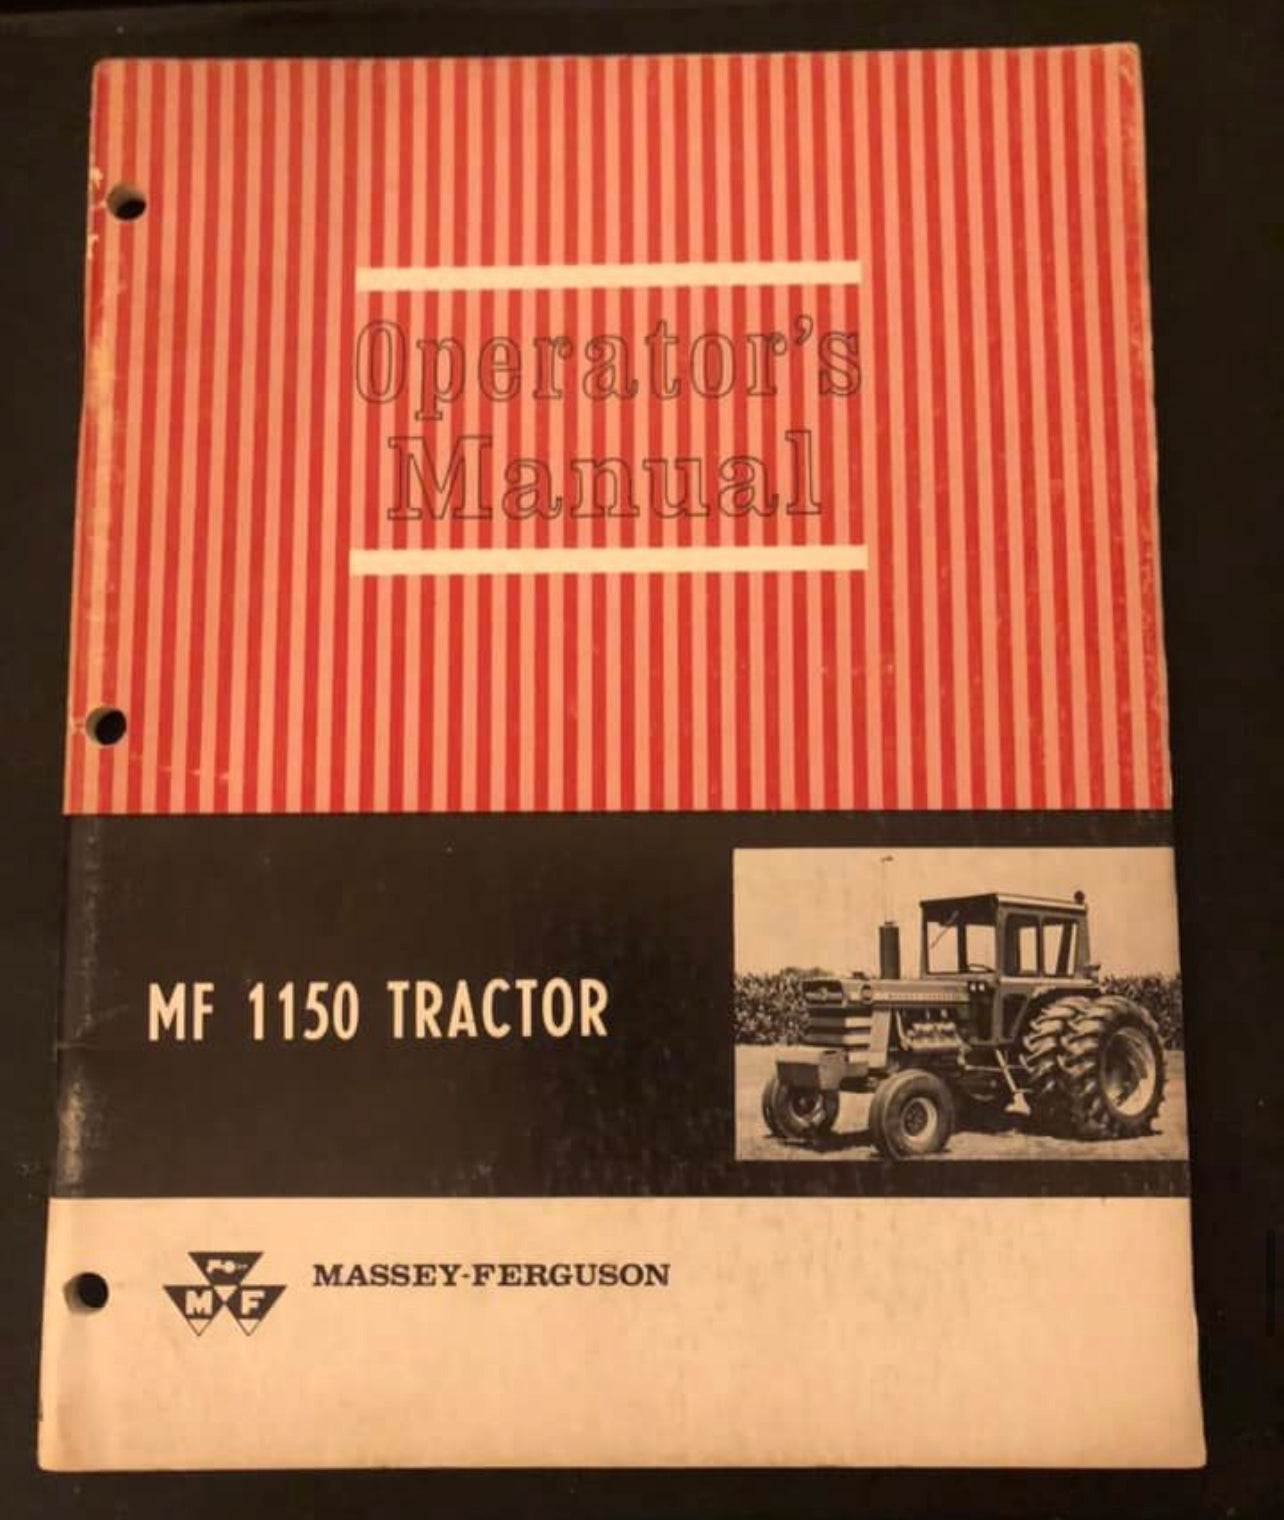 Operator's
Manual
MF 1150 TRACTOR
MF
MASSEY-FERGUSON